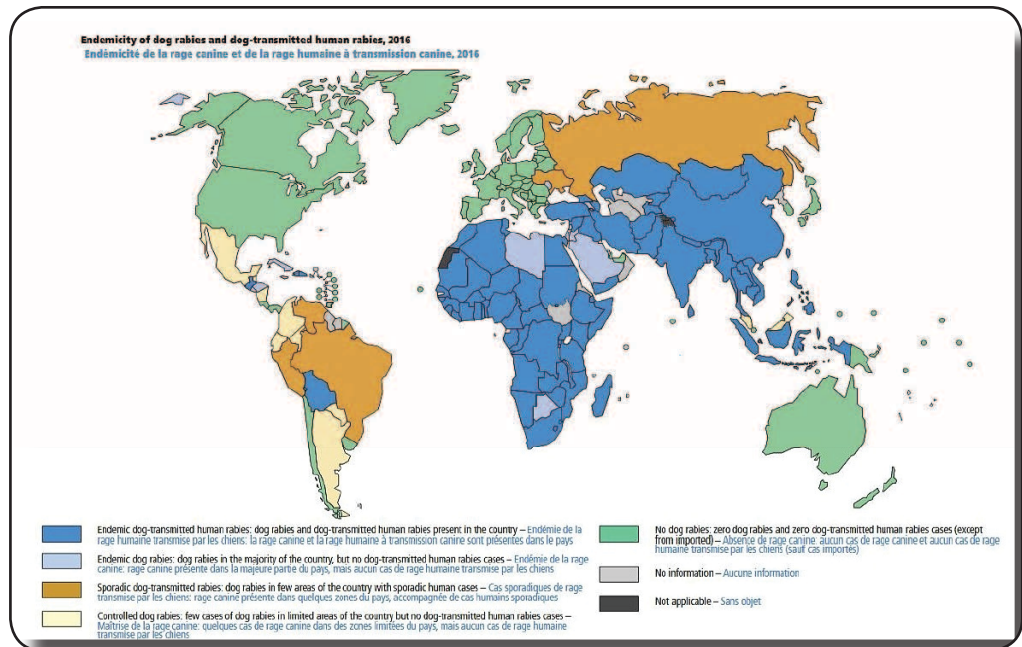 Endemicity of dog rabies and dog-transmitted human rabies, 2016
Endémicité de la rage canine et de la rage humaine à transmission canine, 2016
Endemic dog-transmitted human rabies: dog rabies and dog-transmitted human rabies present in the country – Endémie de la
rage humaine transmise par les chiens: la rage canine et la rage humaine à transmission canine sont présentes dans le pays
Endemic dog rabies: dog rabies in the majority of the country, but no dog-transmitted human rabies cases – Endémie de la rage
canine: rage canine présente dans la majeure partie du pays, mais aucun cas de rage humaine transmise par les chiens
Sporadic dog-transmitted rabies: dog rabies in few areas of the country with sporadic human cases – Cas sporadiques de rage
transmise par les chiens: rage canine présente dans quelques zones du pays, accompagnée de cas humains sporadiques
Controlled dog rabies: few cases of dog rabies in limited areas of the country but no dog-transmitted human rabies cases –
Maîtrise de la rage canine: quelques cas de rage canine dans des zones limitées du pays, mais aucun cas de rage humaine
transmise par les chiens
No dog rabies: zero dog rabies and zero dog-transmitted human rabies cases (except
from imported) – Absence de rage canine: aucun cas de rage canine et aucun cas de rage
humaine transmise par les chiens (sauf cas importés)
No information – Aucune information
Not applicable – Sans objet